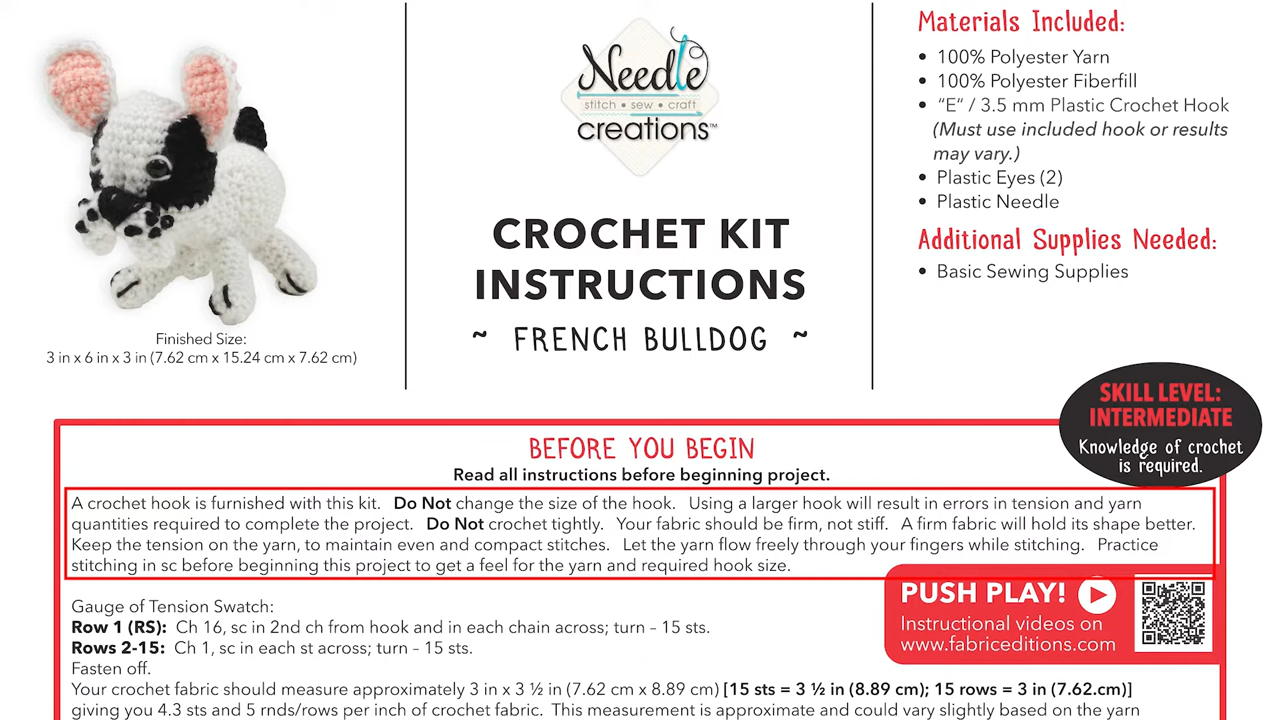 Needle
stitch • sew • craft
creations™
CROCHET KIT
INSTRUCTIONS
~ FRENCH BULLDOG ~
Finished Size:
3 in x 6 in x 3 in (7.62 cm x 15.24 cm x 7.62 cm)
Materials Included:
• 100% Polyester Yarn
• 100% Polyester Fiberfill
• “E” / 3.5 mm Plastic Crochet Hook
(Must use included hook or results
may vary.)
• Plastic Eyes (2)
• Plastic Needle
Additional Supplies Needed:
• Basic Sewing Supplies
SKILL LEVEL:
INTERMEDIATE
Knowledge of crochet
is required.
BEFORE YOU BEGIN
Read all instructions before beginning project.
A crochet hook is furnished with this kit. Do Not change the size of the hook. Using a larger hook will result in errors in tension and yarn
quantities required to complete the project. Do Not crochet tightly. Your fabric should be firm, not stiff. A firm fabric will hold its shape better.
Keep the tension on the yarn, to maintain even and compact stitches. Let the yarn flow freely through your fingers while stitching. Practice
stitching in sc before beginning this project to get a feel for the yarn and required hook size.
PUSH PLAY!
Instructional videos on
www.fabriceditions.com
Gauge of Tension Swatch:
Row 1 (RS): Ch 16, sc in 2nd ch from hook and in each chain across; turn – 15 sts.
Rows 2-15: Ch 1, sc in each st across; turn – 15 sts.
Fasten off.
Your crochet fabric should measure approximately 3 in x 3 ½ in (7.62 cm x 8.89 cm) [15 sts = 3 ½ in (8.89 cm); 15 rows = 3 in (7.62.cm)]
giving you 4.3 sts and 5 rnds/rows per inch of crochet fabric. This measurement is approximate and could vary slightly based on the yarn